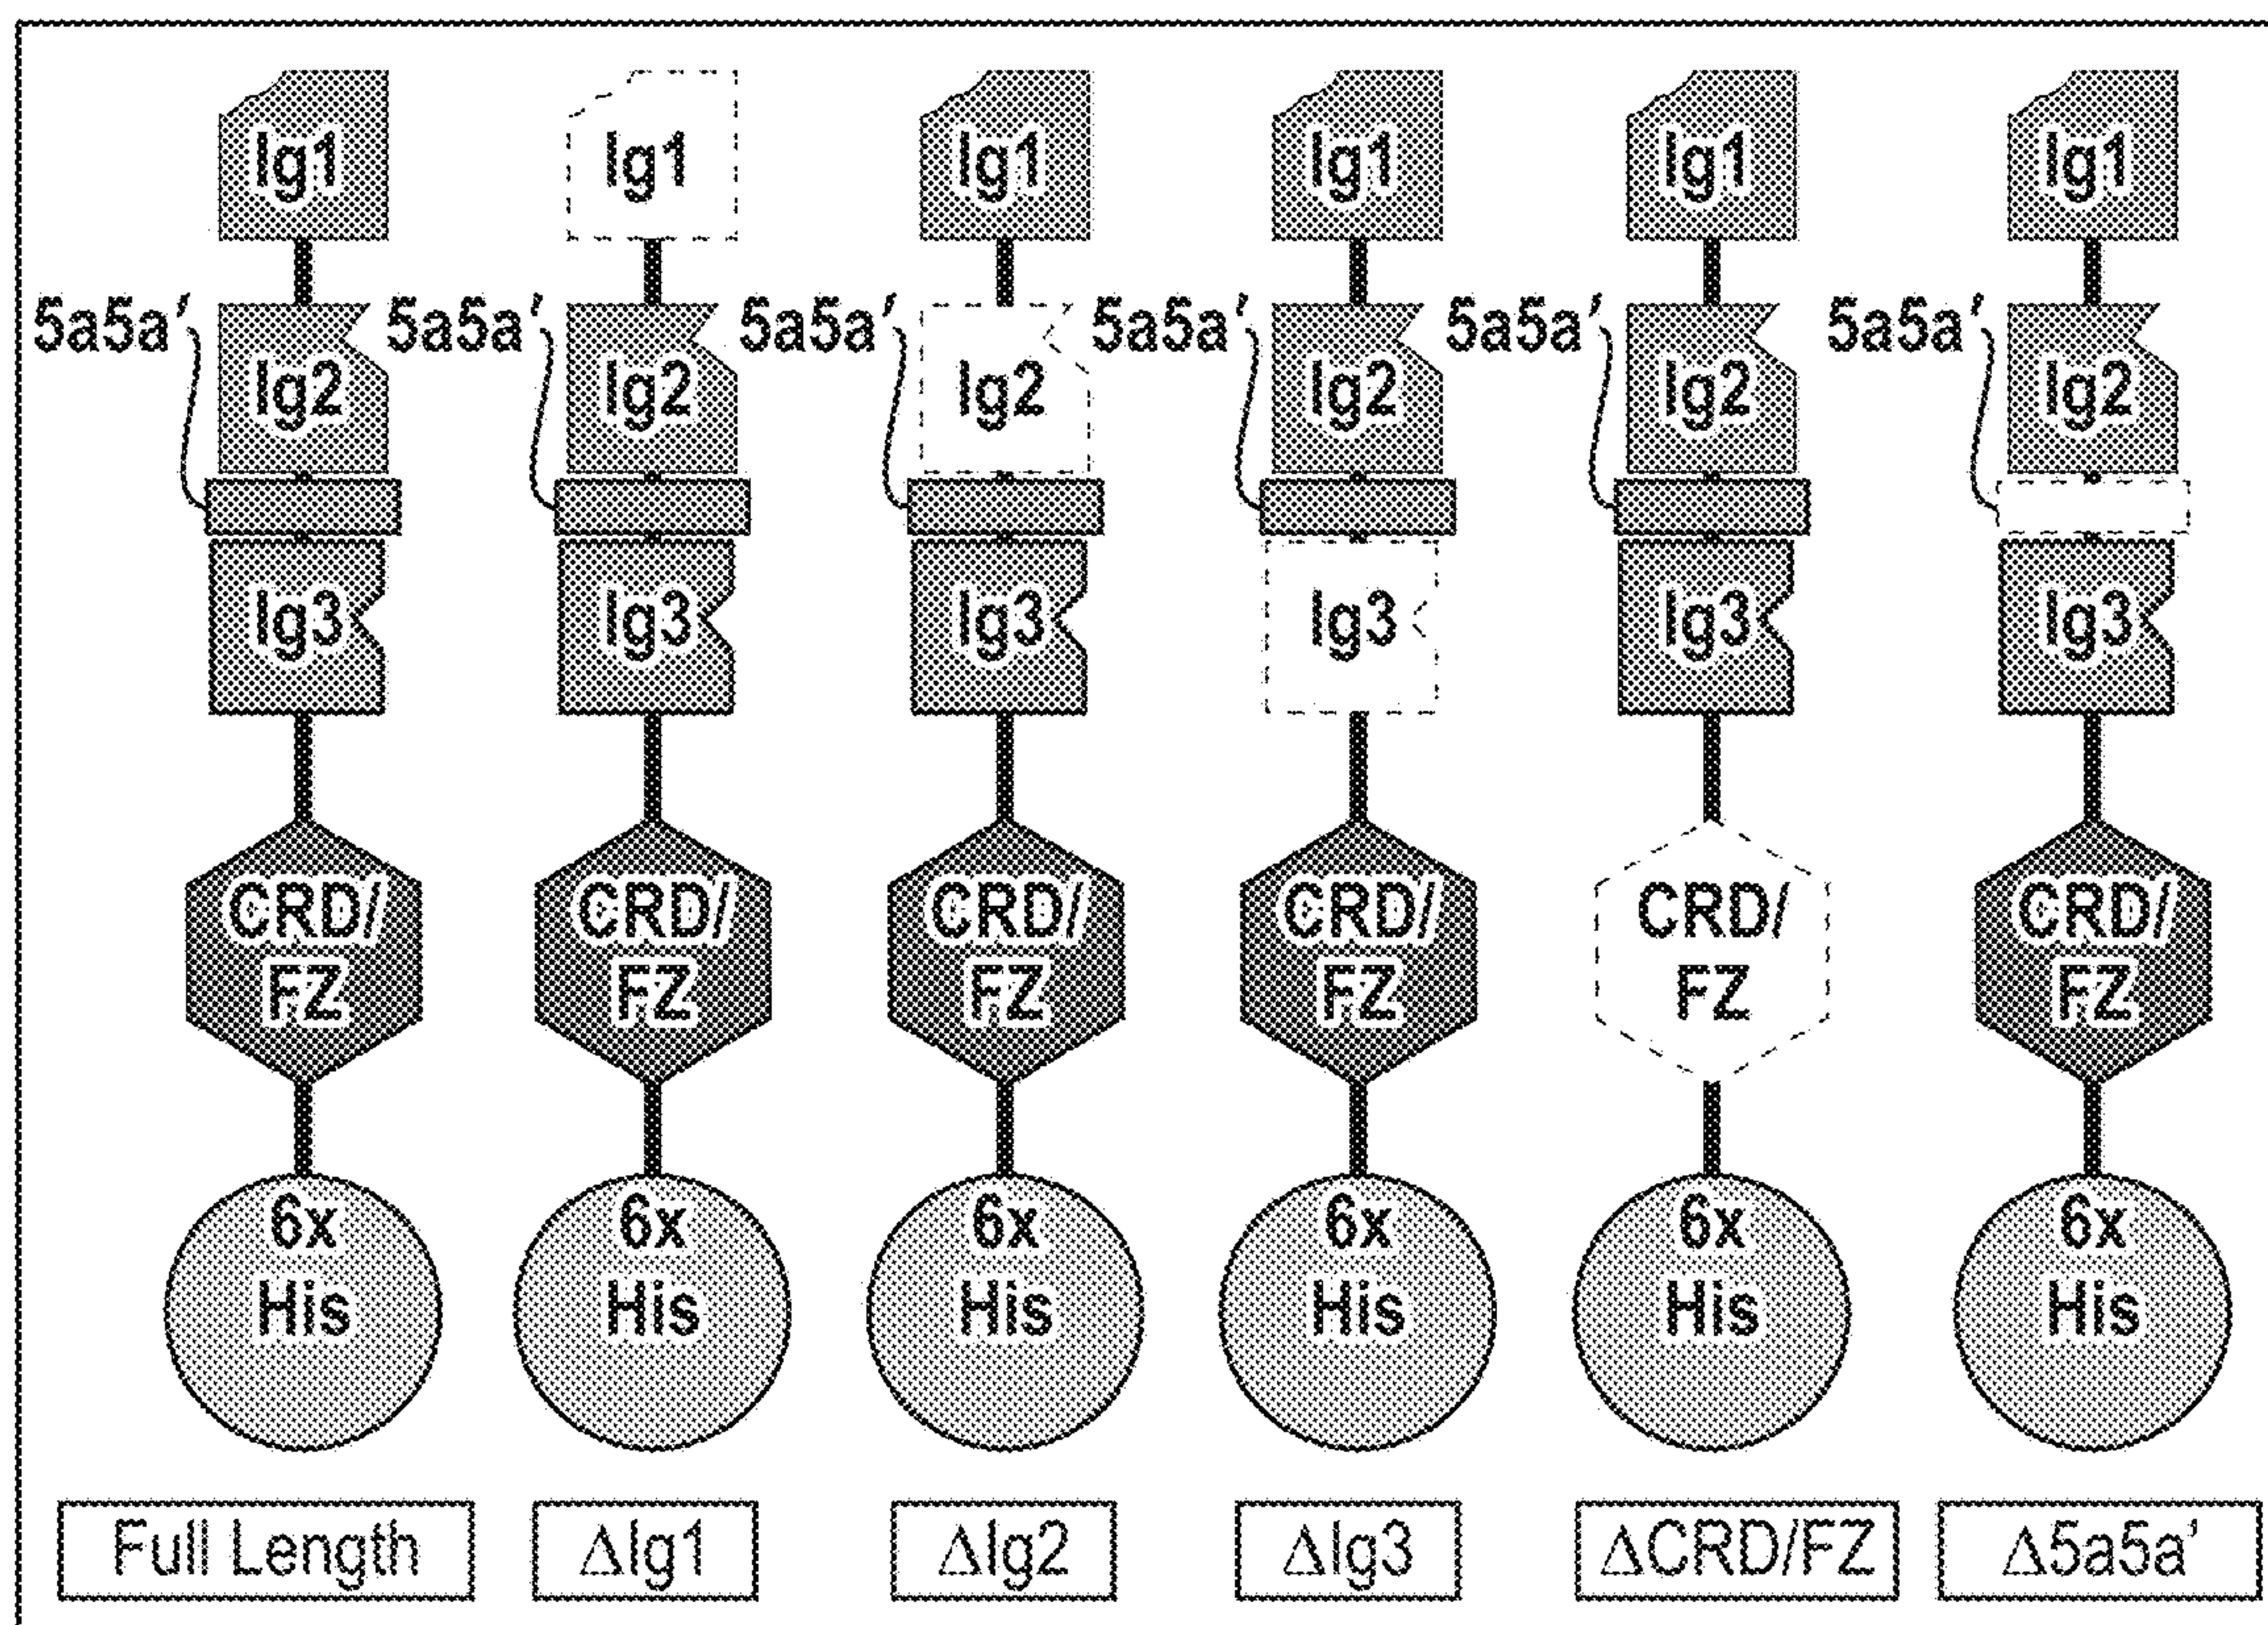 Ig1 Ig1 Ig1 Ig1 Ig1 Ig1
5a5a' 5a5a' 5a5a' 5a5a' 5a5a' 5a5a'
Ig2 Ig2 Ig2 Ig2 Ig2 Ig2
Ig3 Ig3 Ig3 Ig3 Ig3 Ig3
CRD/ CRD/ CRD/ CRD/ CRD/ CRD/
FZ FZ FZ FZ FZ FZ
6x 6x 6x 6x 6x 6x
His His His His His His
Full Length ΔIg1 ΔIg2 ΔIg3 ΔCRD/FZ Δ5a5a'